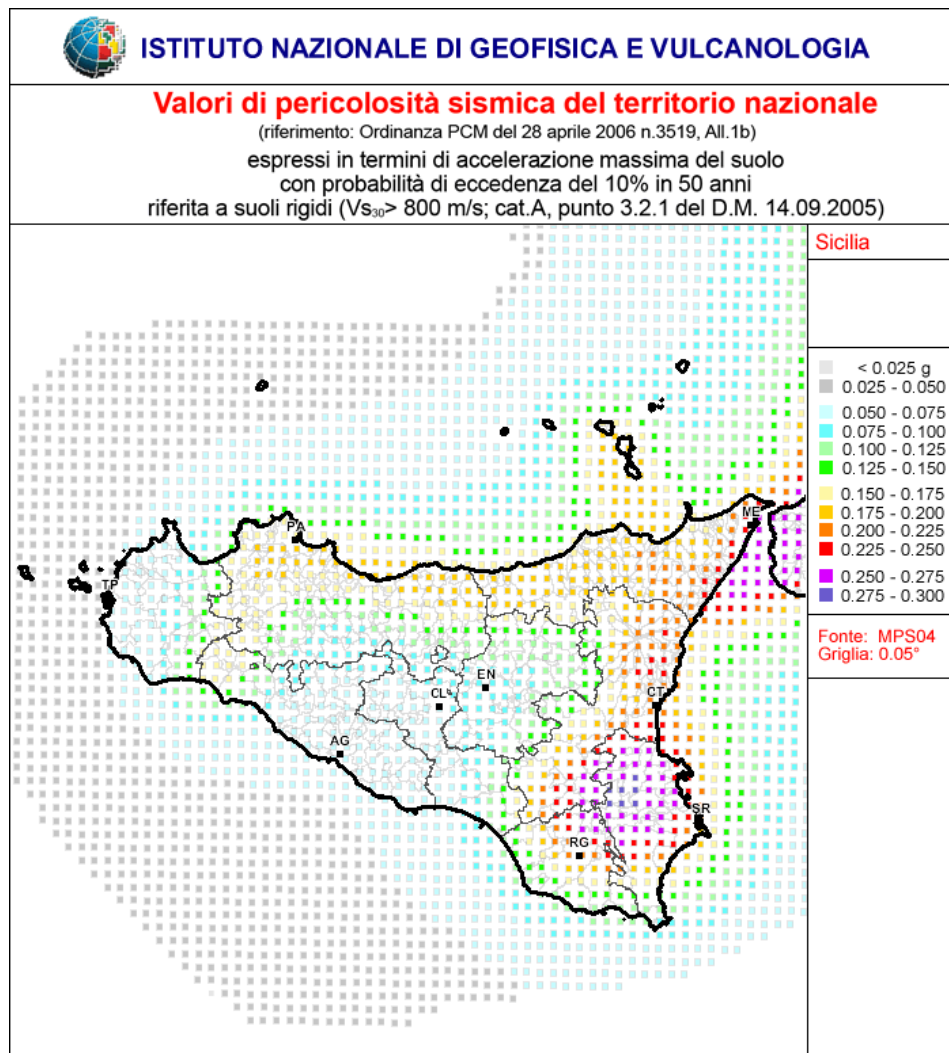 ISTITUTO NAZIONALE DI GEOFISICA E VULCANOLOGIA
Valori di pericolosità sismica del territorio nazionale
(riferimento: Ordinanza PCM del 28 aprile 2006 n.3519, All.1b)
espressi in termini di accelerazione massima del suolo
con probabilità di eccedenza del 10% in 50 anni
riferita a suoli rigidi (Vs₃₀> 800 m/s; cat.A, punto 3.2.1 del D.M. 14.09.2005)
Sicilia
< 0.025 g
0.025 - 0.050
0.050 - 0.075
0.075 - 0.100
0.100 - 0.125
0.125 - 0.150
0.150 - 0.175
0.175 - 0.200
0.200 - 0.225
0.225 - 0.250
0.250 - 0.275
0.275 - 0.300
Fonte: MPS04
Griglia: 0.05°
ME
PA
TP
EN
CL
CT
AG
SR
RG